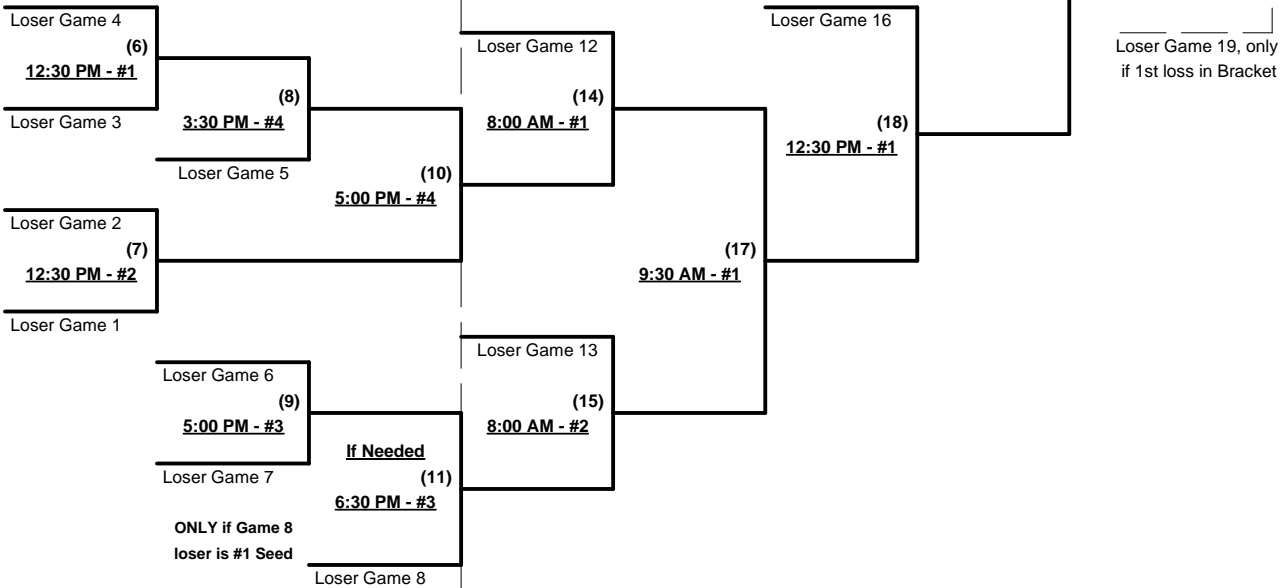 Loser Game 4
(6)
12:30 PM - #1
Loser Game 3
(8)
3:30 PM - #4
Loser Game 5
(10)
5:00 PM - #4
Loser Game 2
(7)
12:30 PM - #2
Loser Game 1
Loser Game 6
(9)
5:00 PM - #3
Loser Game 7
If Needed
(11)
6:30 PM - #3
ONLY if Game 8
loser is #1 Seed
Loser Game 8
Loser Game 12
(14)
8:00 AM - #1
(17)
9:30 AM - #1
Loser Game 13
(15)
8:00 AM - #2
Loser Game 16
(18)
12:30 PM - #1
Loser Game 19, only
if 1st loss in Bracket